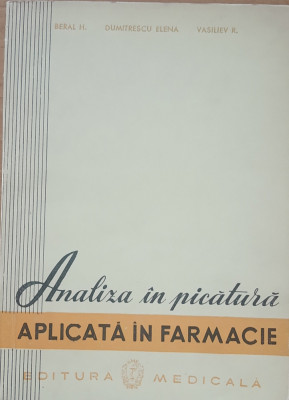 BERAL H. DUMITRESCU ELENA VASILIEV R.
Analiza în picătură
APLICATĂ ÎN FARMACIE
EDITURA MEDICALĂ